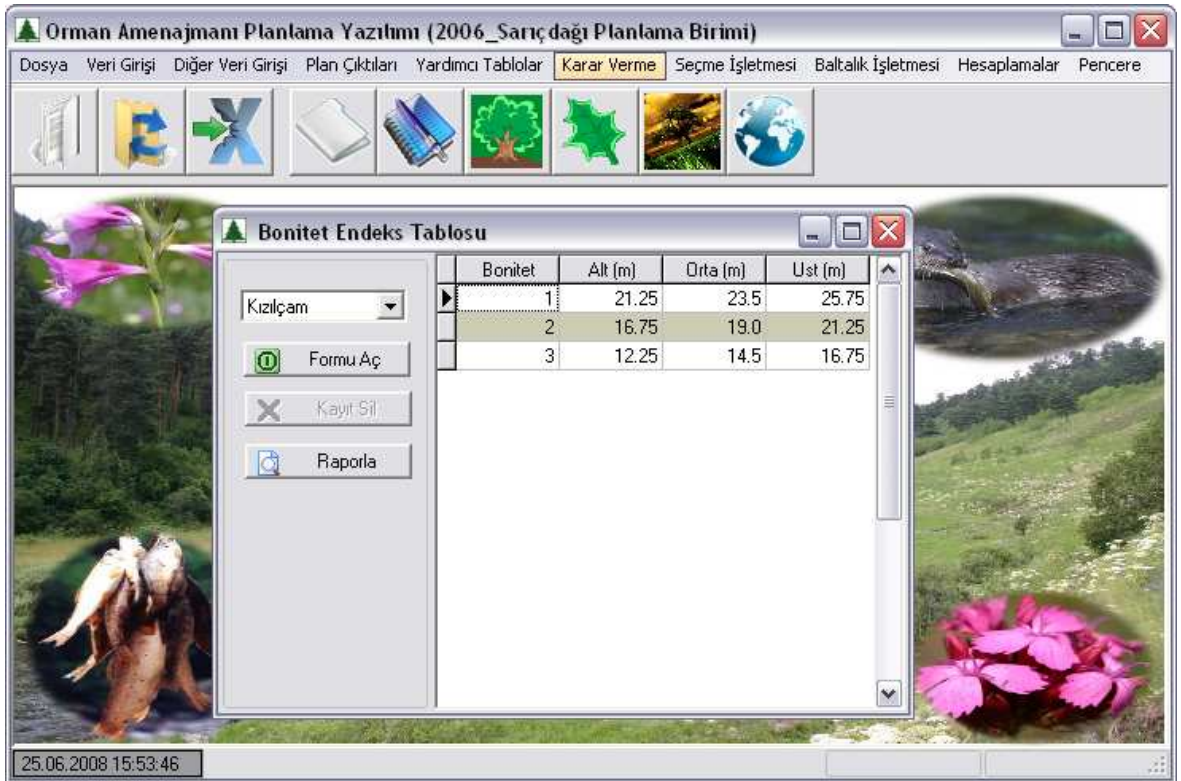 Orman Amenajmanı Planlama Yazılımı (2006_Sarıçdağı Planlama Birimi)
Dosya Veri Girişi Diğer Veri Girişi Plan Çıktıları Yardımcı Tablolar Karar Verme Seçme İşletmesi Baltalık İşletmesi Hesaplamalar Pencere
Bonitet Endeks Tablosu
Kızılçam
Formu Aç
Kayıt Sil
Raporla
Bonitet Alt (m) Orta (m) Ust (m)
1 21.25 23.5 25.75
2 16.75 19.0 21.25
3 12.25 14.5 16.75
25.06.2008 15:53:46